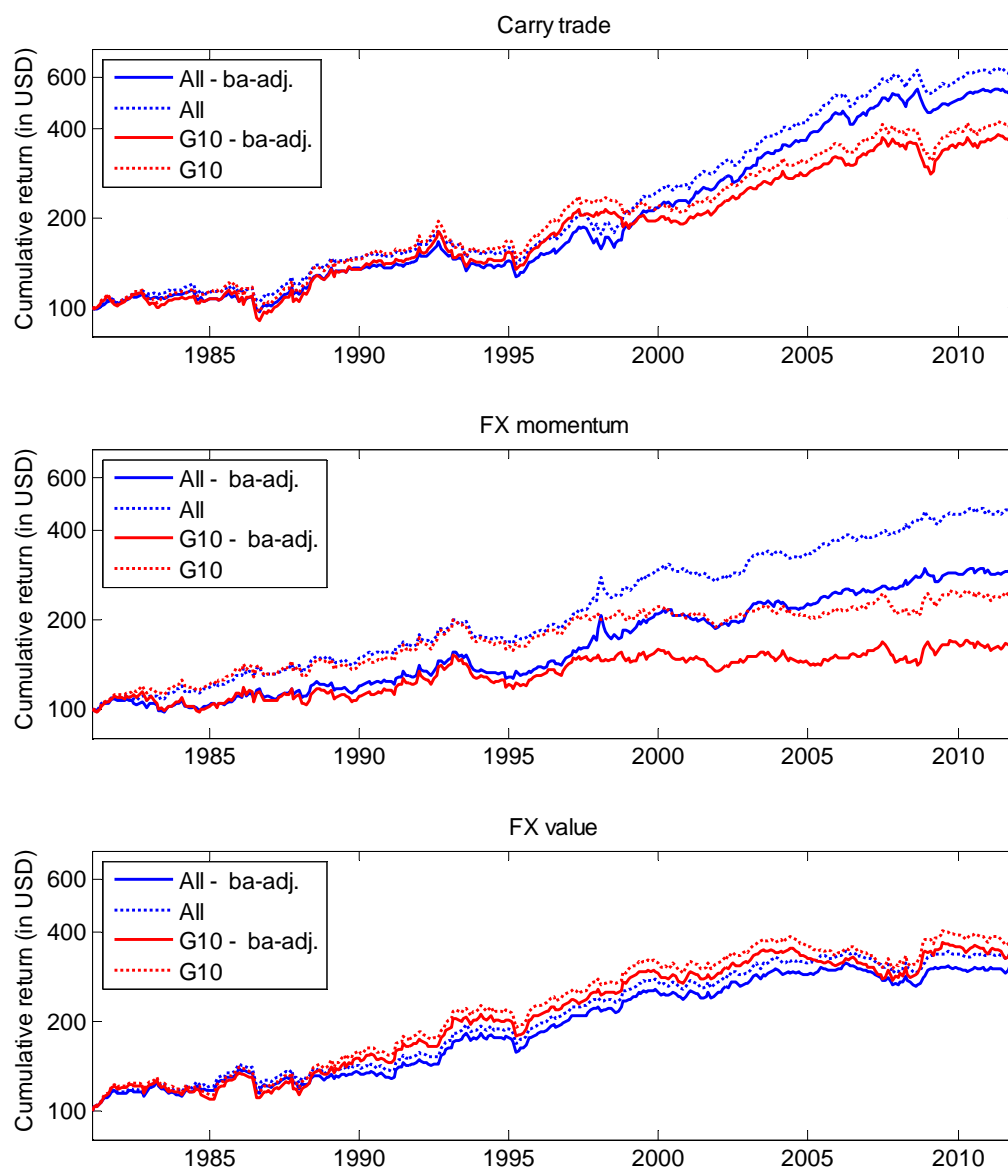 Carry trade
Cumulative return (in USD)
600
400
200
100
All - ba-adj.
All
G10 - ba-adj.
G10
1985 1990 1995 2000 2005 2010
FX momentum
Cumulative return (in USD)
600
400
200
100
All - ba-adj.
All
G10 - ba-adj.
G10
1985 1990 1995 2000 2005 2010
FX value
Cumulative return (in USD)
600
400
200
100
All - ba-adj.
All
G10 - ba-adj.
G10
1985 1990 1995 2000 2005 2010